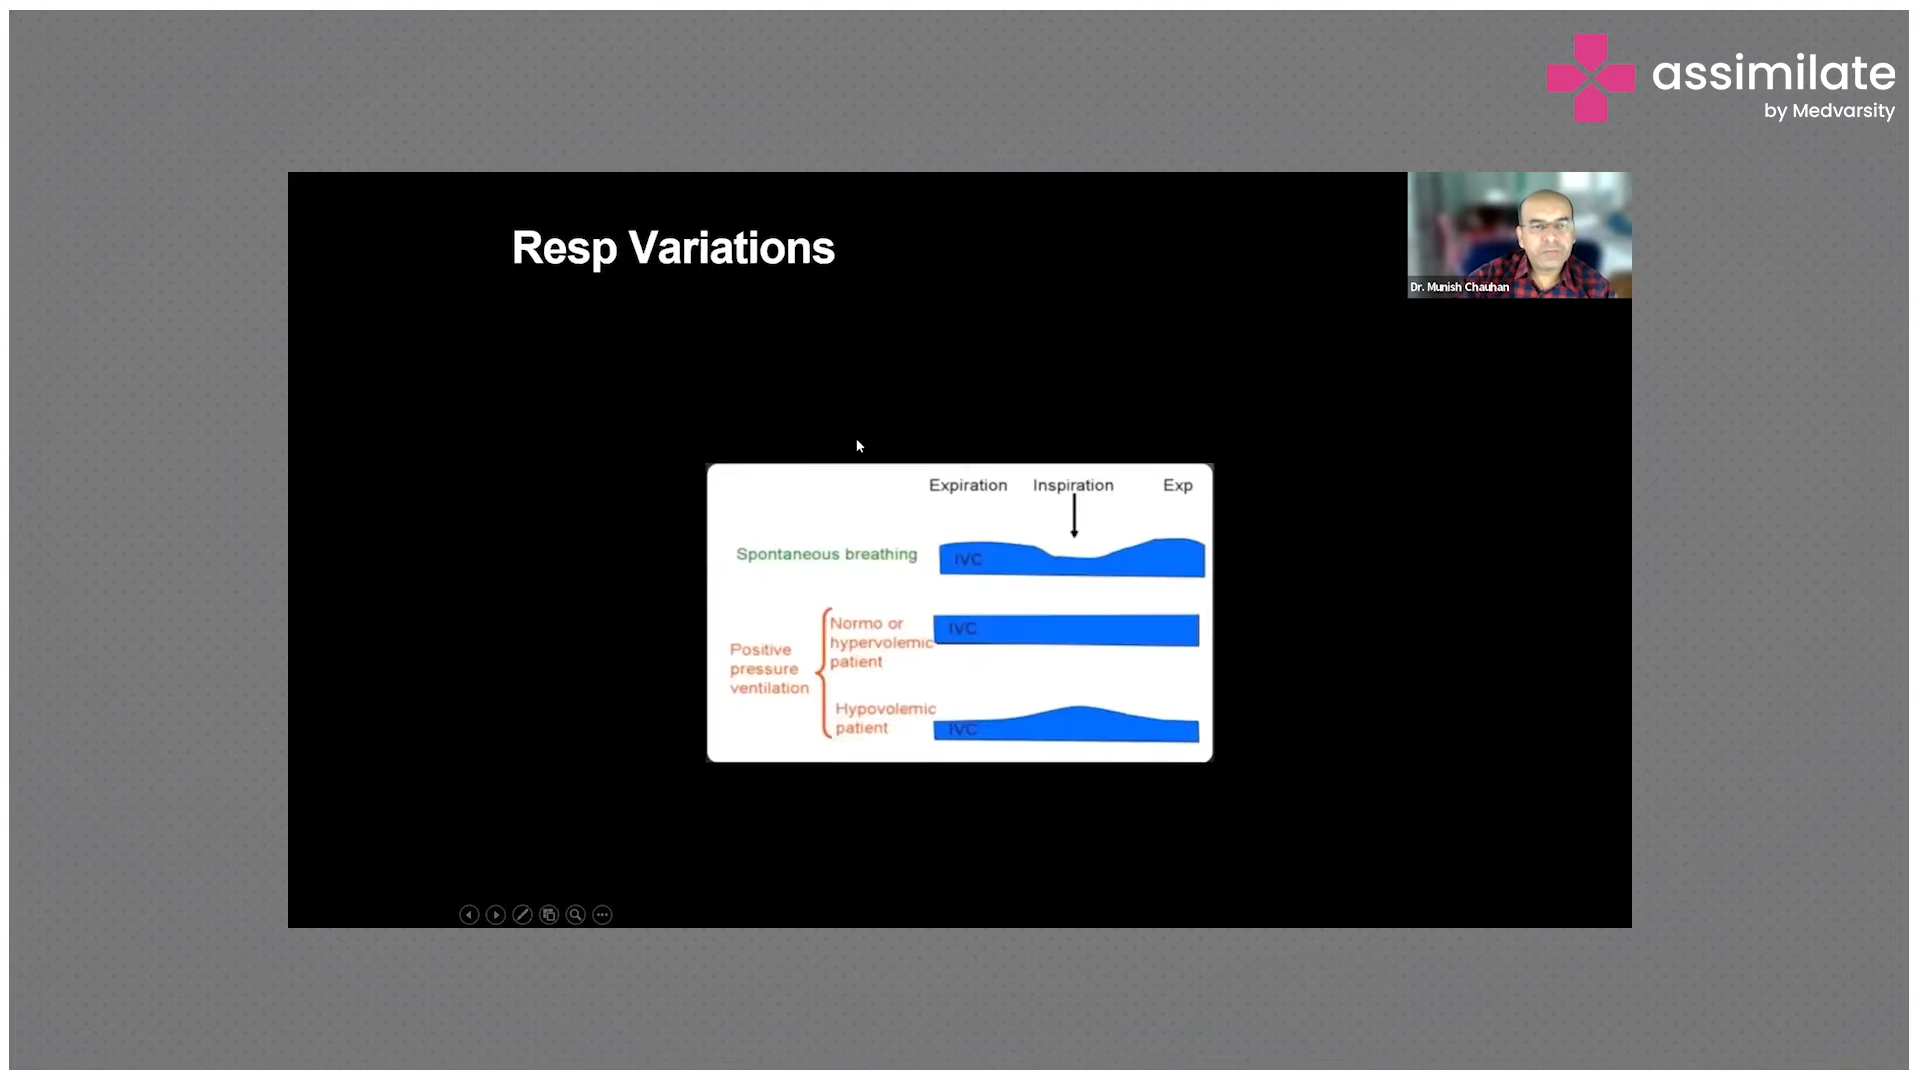 assimilate
by Medvarsity
Resp Variations
Dr. Munish Chauhan
Expiration Inspiration Exp
Spontaneous breathing
IVC
Positive
pressure
ventilation
Normo or
hypervolemic
patient
IVC
Hypovolemic
patient
IVC